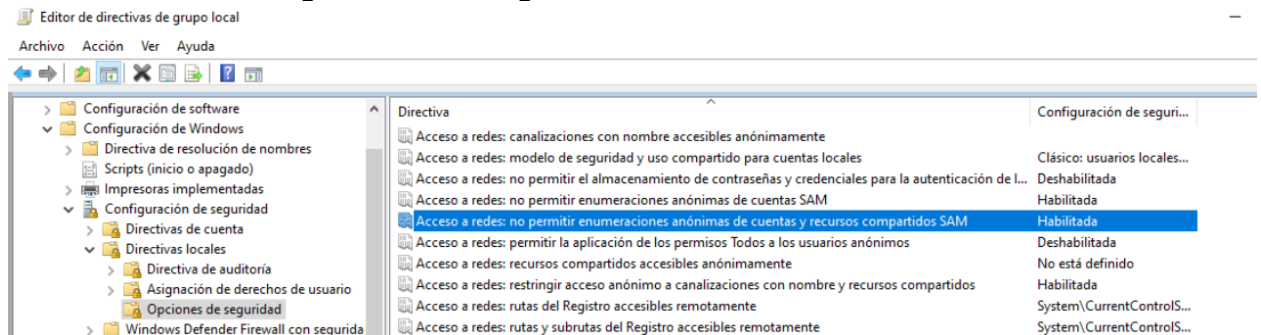 Editor de directivas de grupo local
Archivo Acción Ver Ayuda
Configuración de software
Configuración de Windows
Directiva de resolución de nombres
Scripts (inicio o apagado)
Impresoras implementadas
Configuración de seguridad
Directivas de cuenta
Directivas locales
Directiva de auditoría
Asignación de derechos de usuario
Opciones de seguridad
Windows Defender Firewall con segurida
Directiva Configuración de seguri...
Acceso a redes: canalizaciones con nombre accesibles anónimamente
Acceso a redes: modelo de seguridad y uso compartido para cuentas locales Clásico: usuarios locales...
Acceso a redes: no permitir el almacenamiento de contraseñas y credenciales para la autenticación de l... Deshabilitada
Acceso a redes: no permitir enumeraciones anónimas de cuentas SAM Habilitada
Acceso a redes: no permitir enumeraciones anónimas de cuentas y recursos compartidos SAM Habilitada
Acceso a redes: permitir la aplicación de los permisos Todos a los usuarios anónimos Deshabilitada
Acceso a redes: recursos compartidos accesibles anónimamente No está definido
Acceso a redes: restringir acceso anónimo a canalizaciones con nombre y recursos compartidos Habilitada
Acceso a redes: rutas del Registro accesibles remotamente System\CurrentControlS...
Acceso a redes: rutas y subrutas del Registro accesibles remotamente System\CurrentControlS...